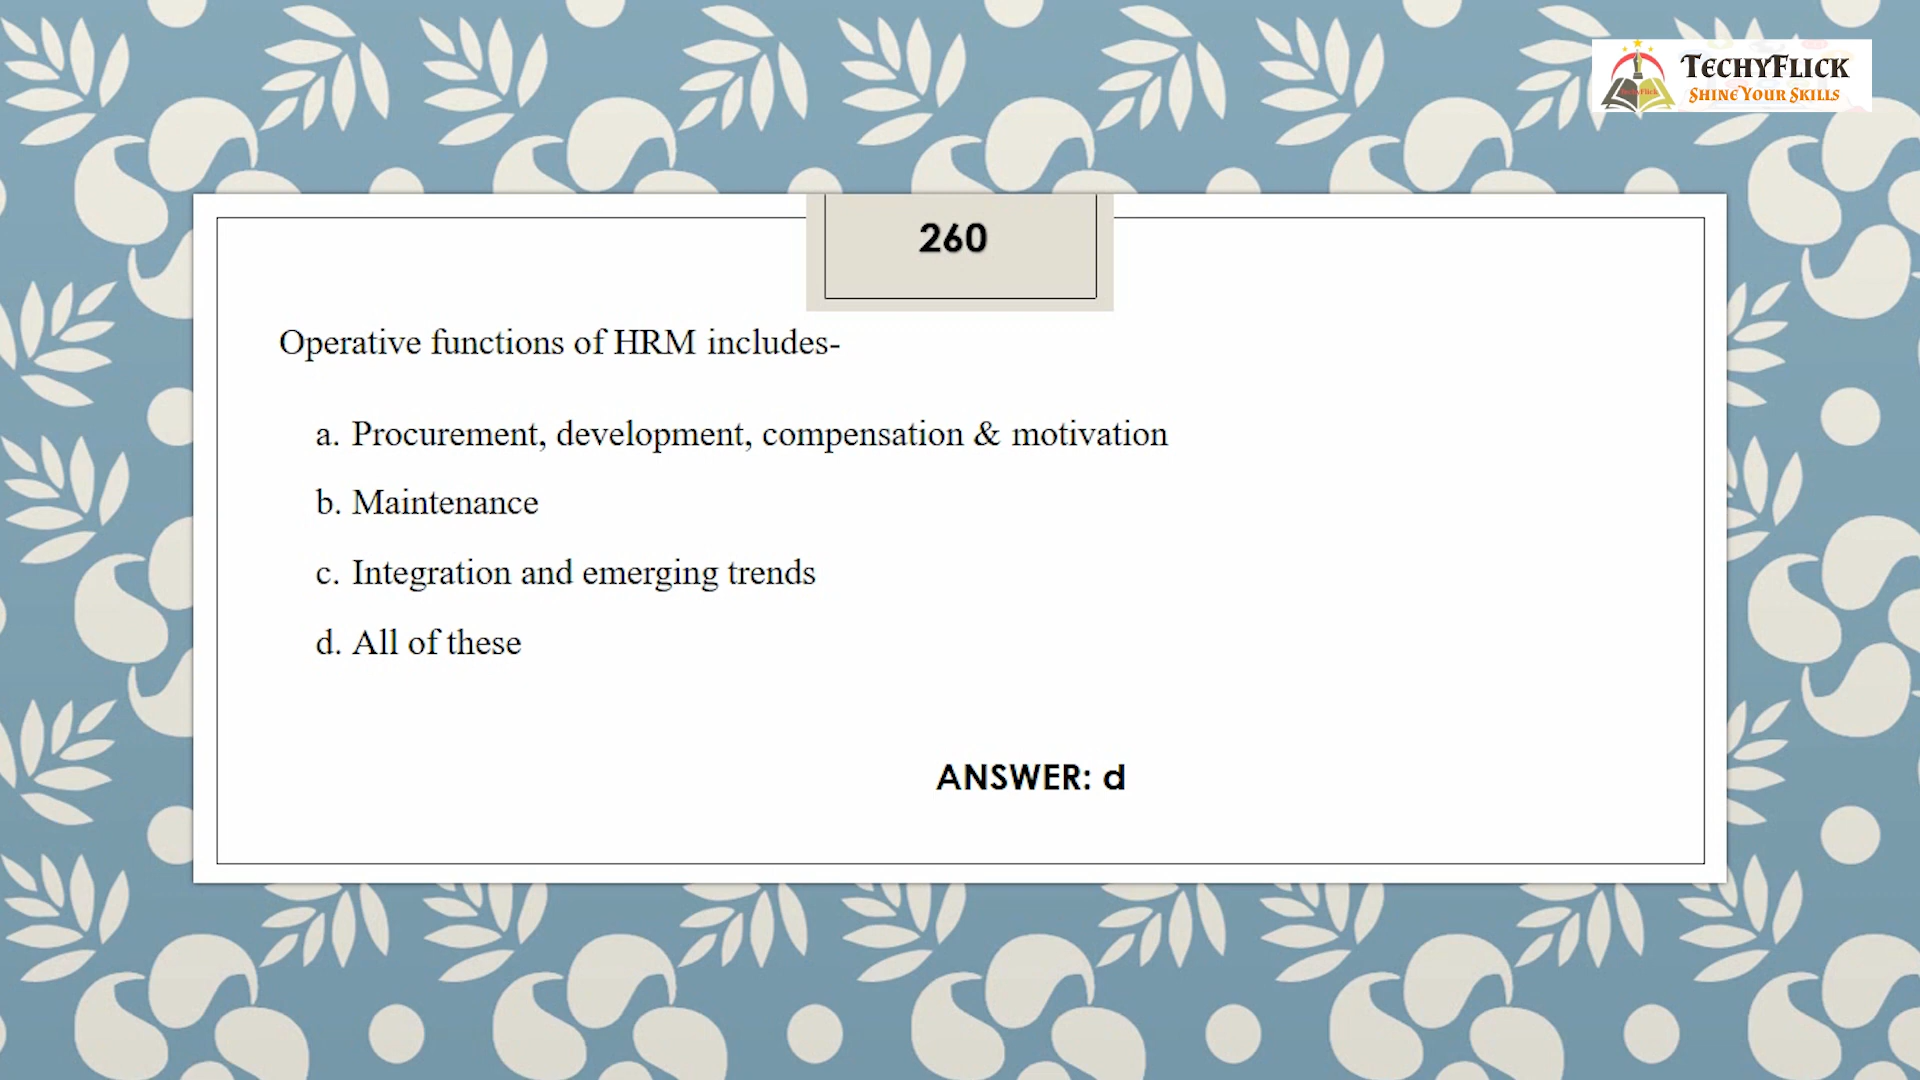 TECHYFLICK
SHINE YOUR SKILLS
260
Operative functions of HRM includes-
a. Procurement, development, compensation & motivation
b. Maintenance
c. Integration and emerging trends
d. All of these
ANSWER: d